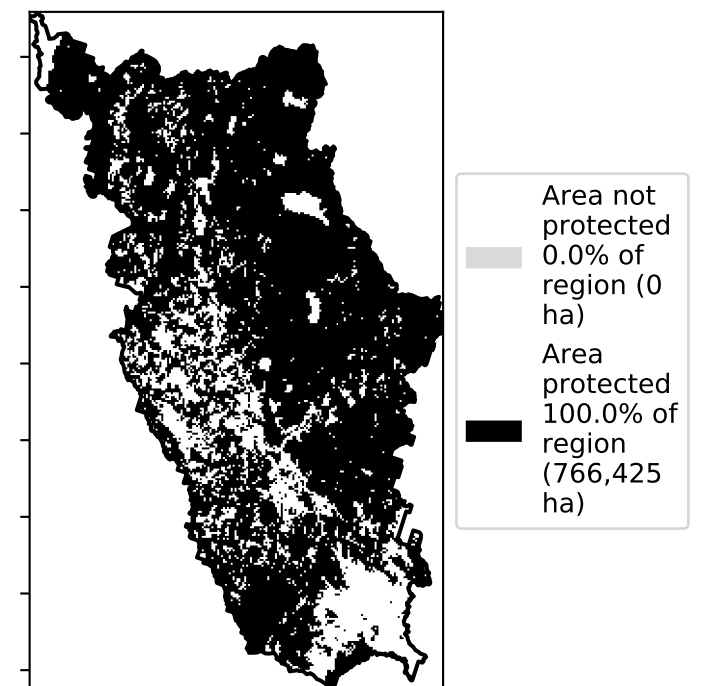 Area not
protected
0.0% of
region (0
ha)
Area
protected
100.0% of
region
(766,425
ha)